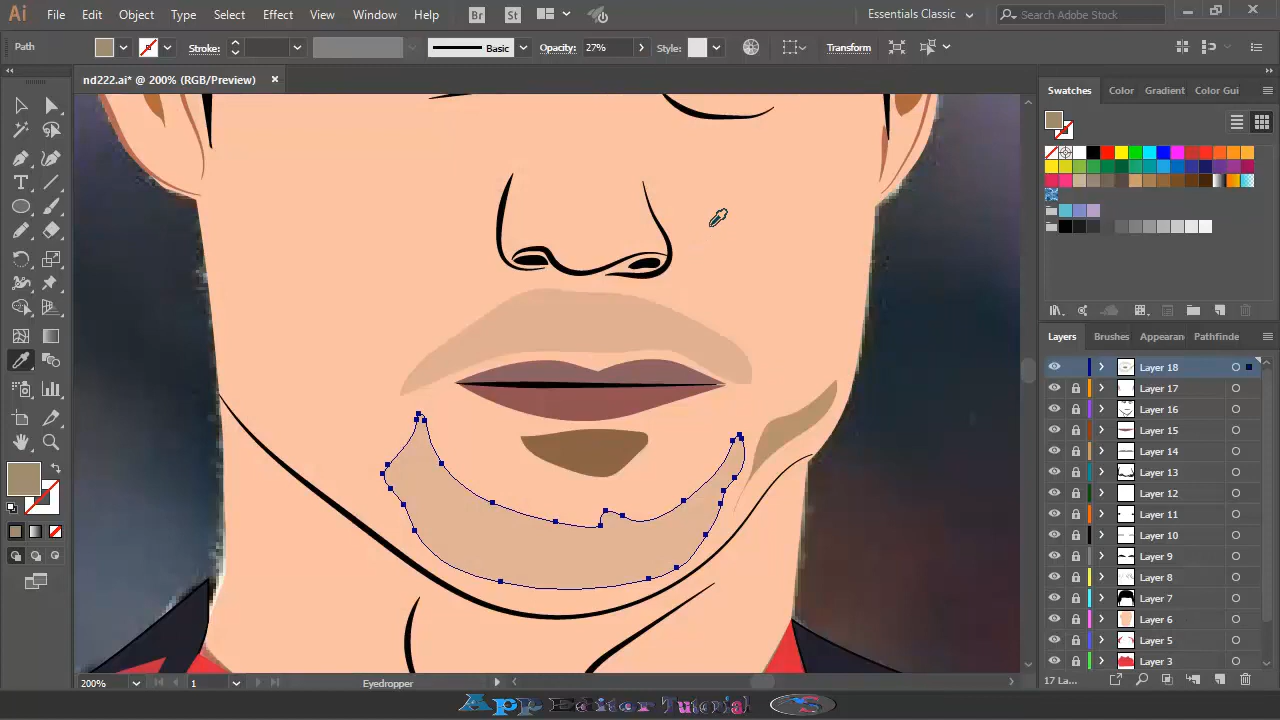 Ai File Edit Object Type Select Effect View Window Help Br St Essentials Classic Search Adobe Stock
Path Stroke: Basic Opacity: 27% Style: Transform
nd222.ai* @ 200% (RGB/Preview)
Swatches Color Gradient Color Gui
Layers Brushes Appearan Pathfinde
Layer 18
Layer 17
Layer 16
Layer 15
Layer 14
Layer 13
Layer 12
Layer 11
Layer 10
Layer 9
Layer 8
Layer 7
Layer 6
Layer 5
Layer 3
200% 1 Eyedropper 17 La...
App Editor Tutorial